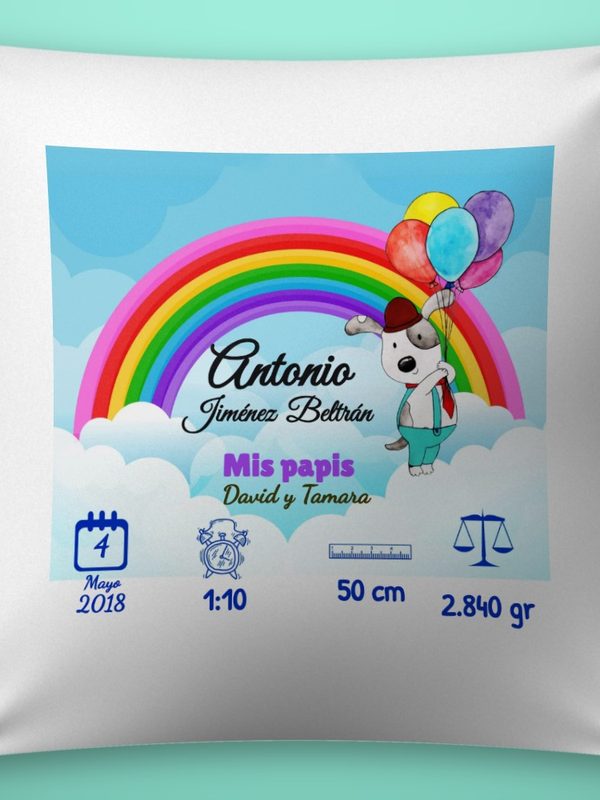 Antonio
Jiménez Beltrán
Mis papis
David y Tamara
4
Mayo
2018
1:10
50 cm
2.840 gr